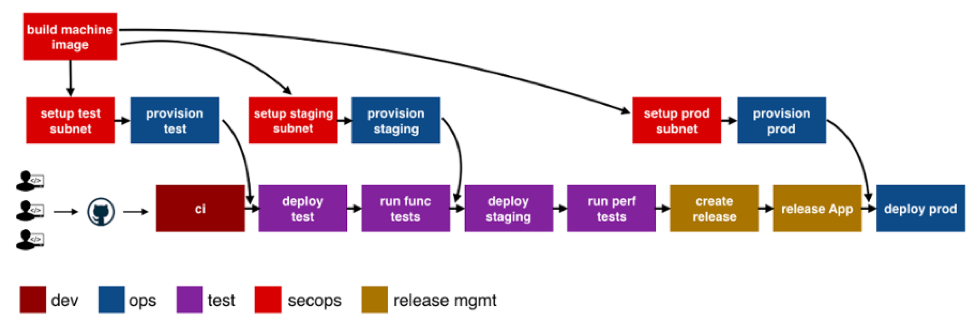 build machine
image
setup test
subnet
provision
test
setup staging
subnet
provision
staging
setup prod
subnet
provision
prod
ci
deploy
test
run func
tests
deploy
staging
run perf
tests
create
release
release App
deploy prod
dev
ops
test
secops
release mgmt